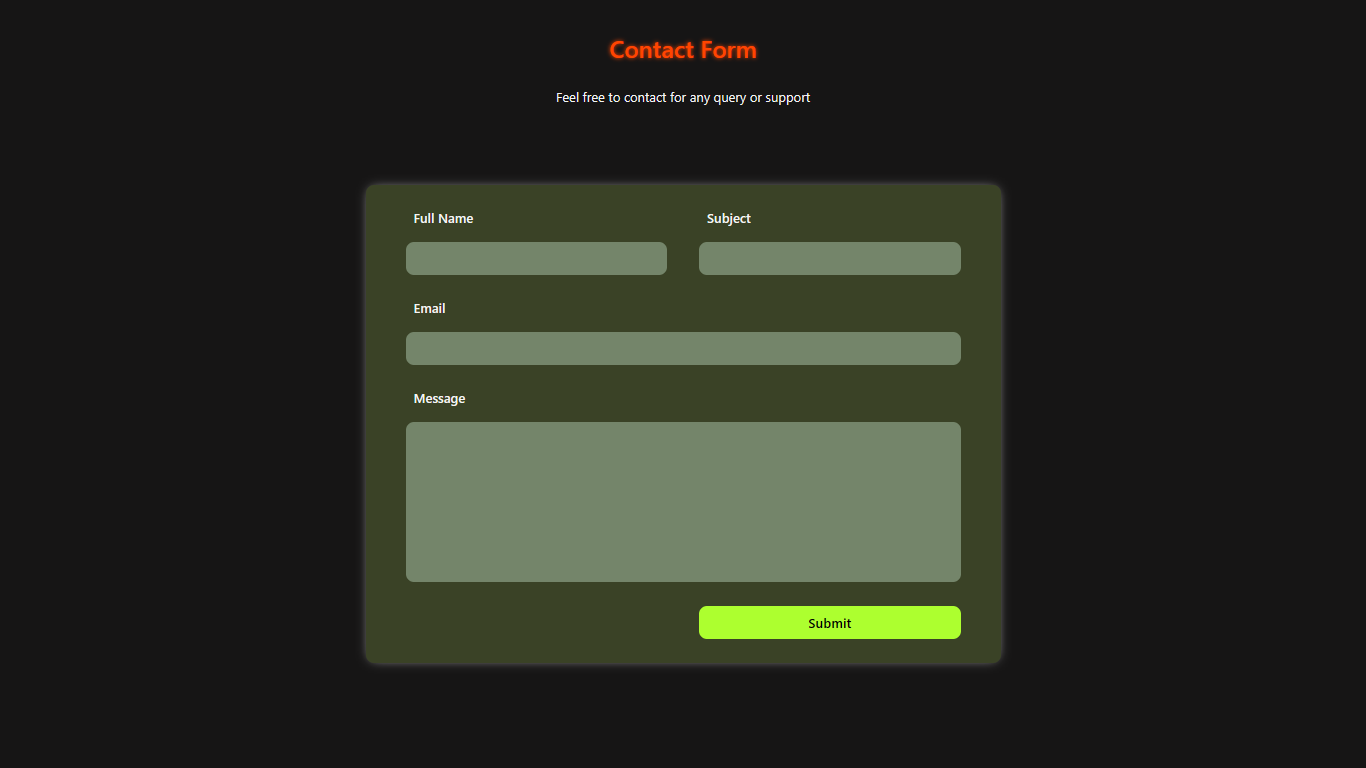 Contact Form
Feel free to contact for any query or support
Full Name
Subject
Email
Message
Submit